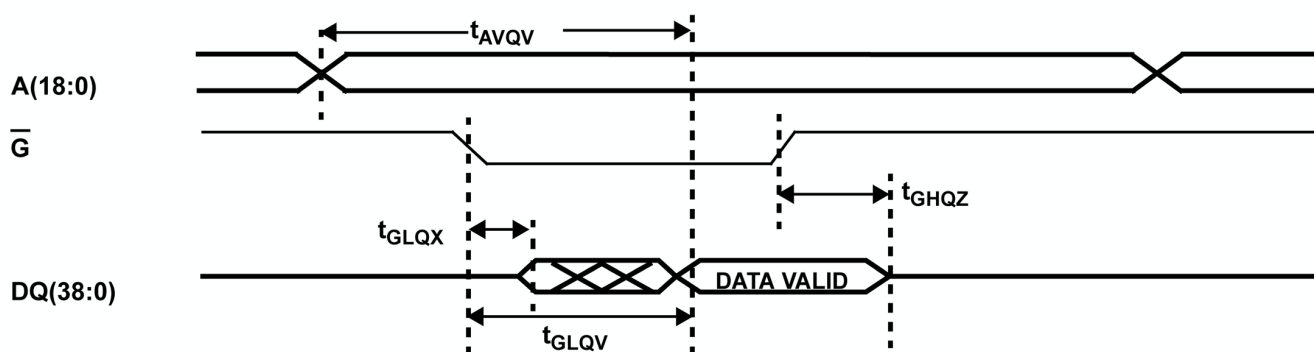 tAVQV
A(18:0)
G̅
tGHQZ
tGLQX
DATA VALID
DQ(38:0)
tGLQV